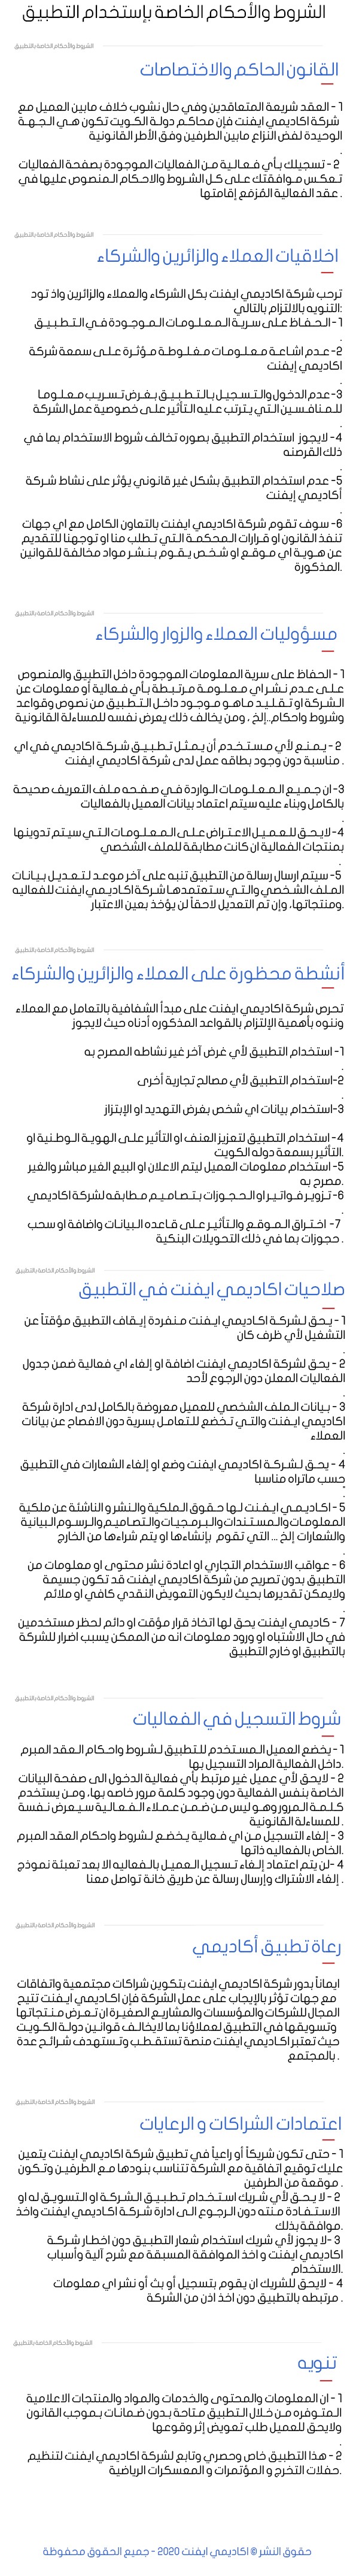 الشروط والأحكام الخاصة بإستخدام التطبيق
الشروط والأحكام الخاصة بالتطبيق
القانون الحاكم والاختصاصات
1 - العقد شريعة المتعاقدين وفي حال نشوب خلاف مابين العميل مع
شركة اكاديمي ايفنت فإن محاكم دولة الكويت تكون هي الجهة
الوحيدة لفض النزاع مابين الطرفين وفق الأطر القانونية
.
2 - تسجيلك بأي فعالية من الفعاليات الموجودة بصفحة الفعاليات
تعكس موافقتك على كل الشروط والاحكام المنصوص عليها في
عقد الفعالية المُزمَع إقامتها .
الشروط والأحكام الخاصة بالتطبيق
اخلاقيات العملاء والزائرين والشركاء
ترحب شركة اكاديمي ايفنت بكل الشركاء والعملاء والزائرين واذ تود
التنويه بالالتزام بالتالي:
1 - الحفاظ على سرية المعلومات الموجودة في التطبيق
.
2- عدم اشاعة معلومات مغلوطة مؤثرة على سمعة شركة
اكاديمي إيفنت
.
3- عدم الدخول والتسجيل بالتطبيق بغرض تسريب معلوما
للمنافسين التي يترتب عليه التأثير على خصوصية عمل الشركة
.
4- لايجوز استخدام التطبيق بصوره تخالف شروط الاستخدام بما في
ذلك القرصنه
.
5- عدم استخدام التطبيق بشكل غير قانوني يؤثر على نشاط شركة
أكاديمي إيفنت
.
6- سوف تقوم شركة اكاديمي ايفنت بالتعاون الكامل مع اي جهات
تنفذ القانون او قرارات المحكمة التي تطلب منا او توجهنا للتقديم
عن هوية اي موقع او شخص يقوم بنشر مواد مخالفة للقوانين
المذكورة.
الشروط والأحكام الخاصة بالتطبيق
مسؤوليات العملاء والزوار والشركاء
1 - الحفاظ على سرية المعلومات الموجودة داخل التطبيق والمنصوص
على عدم نشر اي معلومة مرتبطة بأي فعالية أو معلومات عن
الشركة او تقليد ماهو موجود داخل التطبيق من نصوص وقواعد
وشروط واحكام..إلخ ، ومن يخالف ذلك يعرض نفسه للمساءلة القانونية
2 - يمنع لأي مستخدم أن يمثل تطبيق شركة اكاديمي في اي
مناسبة دون وجود بطاقه عمل لدى شركة اكاديمي ايفنت .
3- ان جميع المعلومات الواردة في صفحه ملف التعريف صحيحة
بالكامل وبناء عليه سيتم اعتماد بيانات العميل بالفعاليات
.
4- لايحق للعميل الاعتراض على المعلومات التي سيتم تدوينها
بمنتجات الفعالية ان كانت مطابقة للملف الشخصي
.
5- سيتم ارسال رسالة من التطبيق تنبه على آخر موعد لتعديل بيانات
الملف الشخصي والتي ستعتمدها شركة اكاديمي ايفنت للفعاليه
ومنتجاتها، وإن تم التعديل لاحقاً لن يؤخذ بعين الاعتبار.
الشروط والأحكام الخاصة بالتطبيق
أنشطة محظورة على العملاء والزائرين والشركاء
تحرص شركة اكاديمي ايفنت على مبدأ الشفافية بالتعامل مع العملاء
وننوه بأهمية الإلتزام بالقواعد المذكوره أدناه حيث لايجوز
1- استخدام التطبيق لأي غرض آخر غير نشاطه المصرح به
.
2-استخدام التطبيق لأي مصالح تجارية أخرى
.
3-استخدام بيانات اي شخص بغرض التهديد او الإبتزاز
4- استخدام التطبيق لتعزيز العنف او التأثير على الهوية الوطنية او
التأثير بسمعة دوله الكويت.
5- استخدام معلومات العميل ليتم الاعلان او البيع الغير مباشر والغير
مصرح به.
6- تزوير فواتير او الحجوزات بتصاميم مطابقه لشركة اكاديمي
.
7- اختراق الموقع والتأثير على قاعده البيانات واضافة او سحب
حجوزات بما في ذلك التحويلات البنكية .
الشروط والأحكام الخاصة بالتطبيق
صلاحيات اكاديمي ايفنت في التطبيق
1 - يحق لشركة اكاديمي ايفنت منفردة إيقاف التطبيق مؤقتاً عن
التشغيل لأي ظرف كان
.
2 - يحق لشركة اكاديمي ايفنت اضافة او إلغاء اي فعالية ضمن جدول
الفعاليات المعلن دون الرجوع لأحد
.
3 - بيانات الملف الشخصي للعميل معروضة بالكامل لدى ادارة شركة
اكاديمي ايفنت والتي تخضع للتعامل بسرية دون الافصاح عن بيانات
العملاء
.
4 - يحق لشركة اكاديمي ايفنت وضع او إلغاء الشعارات في التطبيق
حسب ماتراه مناسبا
.
5 - اكاديمي ايفنت لها حقوق الملكية والنشر و الناشئة عن ملكية
المعلومات والمستندات والبرمجيات والتصاميم والرسوم البيانية
والشعارات إلخ ... التي تقوم بإنشاءها او يتم شراءها من الخارج
.
6 - عواقب الاستخدام التجاري او اعادة نشر محتوى او معلومات من
التطبيق بدون تصريح من شركة اكاديمي ايفنت قد تكون جسيمة
ولايمكن تقديرها بحيث لايكون التعويض النقدي كافي او ملائم
.
7 - كاديمي ايفنت يحق لها اتخاذ قرار مؤقت او دائم لحظر مستخدمين
في حال الاشتباه او ورود معلومات انه من الممكن يسبب اضرار للشركة
بالتطبيق او خارج التطبيق
الشروط والأحكام الخاصة بالتطبيق
شروط التسجيل في الفعاليات
1 - يخضع العميل المستخدم للتطبيق لشروط واحكام العقد المبرم
داخل الفعالية المراد التسجيل بها.
2 - لايحق لأي عميل غير مرتبط بأي فعالية الدخول الى صفحة البيانات
الخاصة بنفس الفعالية دون وجود كلمة مرور خاصه بها، ومن يستخدم
كلمة المرور وهو ليس من ضمن عملاء الفعالية سيعرض نفسة
للمساءلة القانونية .
3 - إلغاء التسجيل من اي فعالية يخضع لشروط واحكام العقد المبرم
الخاص بالفعاليه ذاتها.
4 -لن يتم اعتماد إلغاء تسجيل العميل بالفعاليه الا بعد تعبئة نموذج
إلغاء الاشتراك وإرسال رسالة عن طريق خانة تواصل معنا .
الشروط والأحكام الخاصة بالتطبيق
رعاة تطبيق أكاديمي
ايماناً بدور شركة اكاديمي ايفنت بتكوين شراكات مجتمعية واتفاقات
مع جهات تؤثر بالإيجاب على عمل الشركة فإن اكاديمي ايفنت تتيح
المجال للشركات والمؤسسات والمشاريع الصغيرة ان تعرض منتجاتها
وتسويقها في التطبيق لعملاؤنا بما لايخالف قوانين دولة الكويت
حيث تعتبر اكاديمي ايفنت منصة تستقطب وتستهدف شرائح عدة
بالمجتمع .
الشروط والأحكام الخاصة بالتطبيق
اعتمادات الشراكات و الرعايات
1 - حتى تكون شريكاً أو راعياً في تطبيق شركة اكاديمي ايفنت يتعين
عليك توقيع اتفاقية مع الشركة تتناسب بنودها مع الطرفين وتكون
موقعة من الطرفين .
2 - لا يحق لأي شريك استخدام تطبيق الشركة او التسويق له او
الاستفادة منه دون الرجوع الى ادارة شركة اكاديمي ايفنت واخذ
موافقة بذلك.
3 -لا يجوز لأي شريك استخدام شعار التطبيق دون اخطار شركة
اكاديمي ايفنت و اخذ الموافقة المسبقة مع شرح آلية وأسباب
الاستخدام.
4 - لايحق للشريك ان يقوم بتسجيل أو بث أو نشر اي معلومات
مرتبطه بالتطبيق دون اخذ اذن من الشركة .
الشروط والأحكام الخاصة بالتطبيق
تنويه
1 - ان المعلومات والمحتوى والخدمات والمواد والمنتجات الاعلامية
المتوفره من خلال التطبيق متاحة بدون ضمانات بموجب القانون
ولايحق للعميل طلب تعويض إثر وقوعها
.
2 - هذا التطبيق خاص وحصري وتابع لشركة اكاديمي ايفنت لتنظيم
حفلات التخرج و المؤتمرات و المعسكرات الرياضية.
حقوق النشر © اكاديمي ايفنت 2020 - جميع الحقوق محفوظة